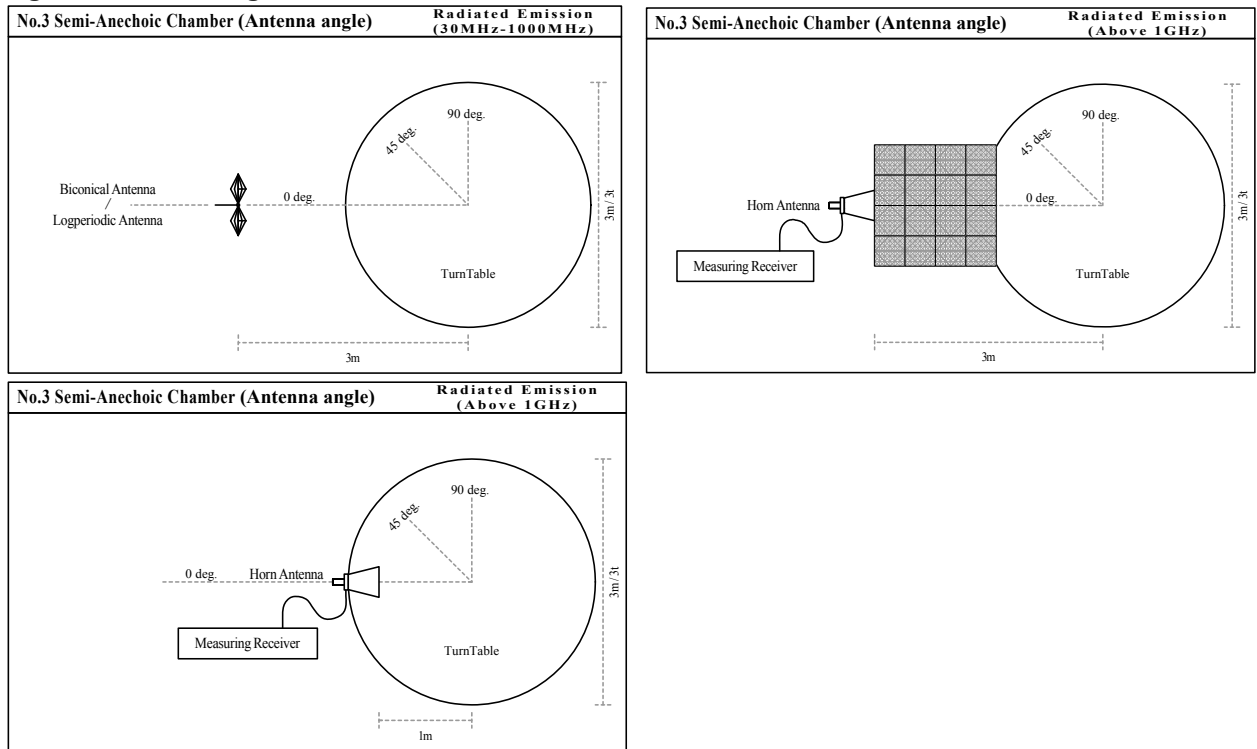 No.3 Semi-Anechoic Chamber (Antenna angle)
Radiated Emission
(30MHz-1000MHz)
90 deg.
45 deg.
Biconical Antenna
/
Logperiodic Antenna
0 deg.
3m / 3t
TurnTable
3m
No.3 Semi-Anechoic Chamber (Antenna angle)
Radiated Emission
(Above 1GHz)
90 deg.
45 deg.
Horn Antenna
0 deg.
3m / 3t
Measuring Receiver
TurnTable
3m
No.3 Semi-Anechoic Chamber (Antenna angle)
Radiated Emission
(Above 1GHz)
90 deg.
45 deg.
0 deg.
Horn Antenna
3m / 3t
Measuring Receiver
TurnTable
1m